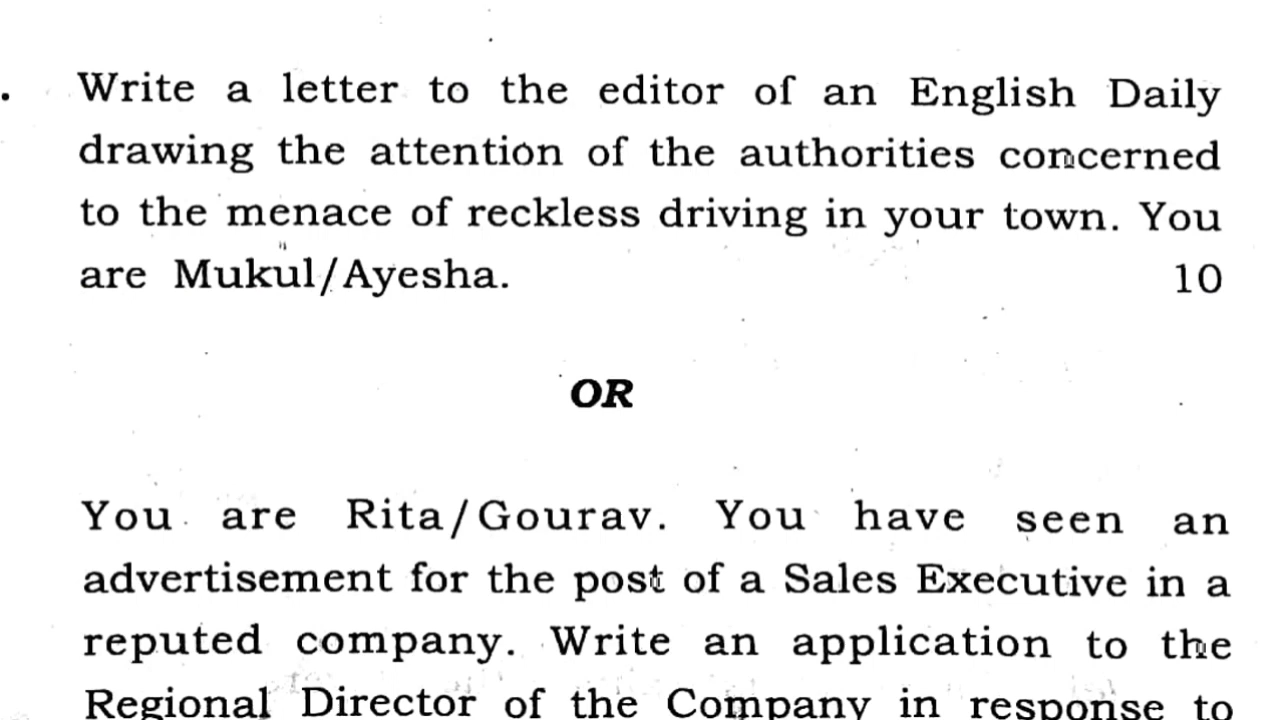 . Write a letter to the editor of an English Daily
drawing the attention of the authorities concerned
to the menace of reckless driving in your town. You
are Mukul/Ayesha. 10
OR
You are Rita/Gourav. You have seen an
advertisement for the post of a Sales Executive in a
reputed company. Write an application to the
Regional Director of the Company in response to